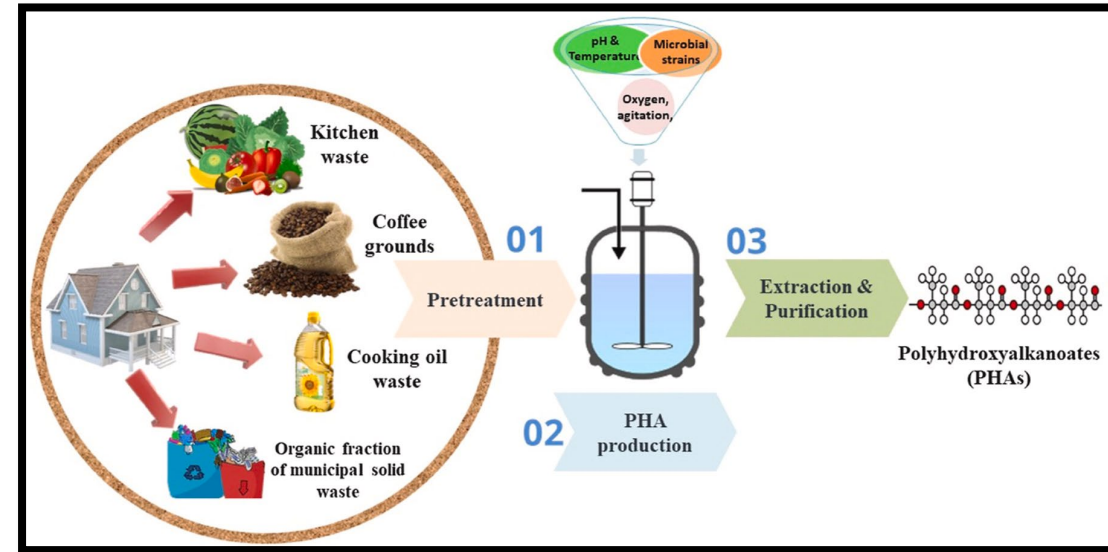 pH &
Temperature
Microbial
strains
Oxygen,
agitation,
Kitchen
waste
Coffee
grounds
Cooking oil
waste
Organic fraction
of municipal solid
waste
01
Pretreatment
02
PHA
production
03
Extraction &
Purification
Polyhydroxyalkanoates
(PHAs)